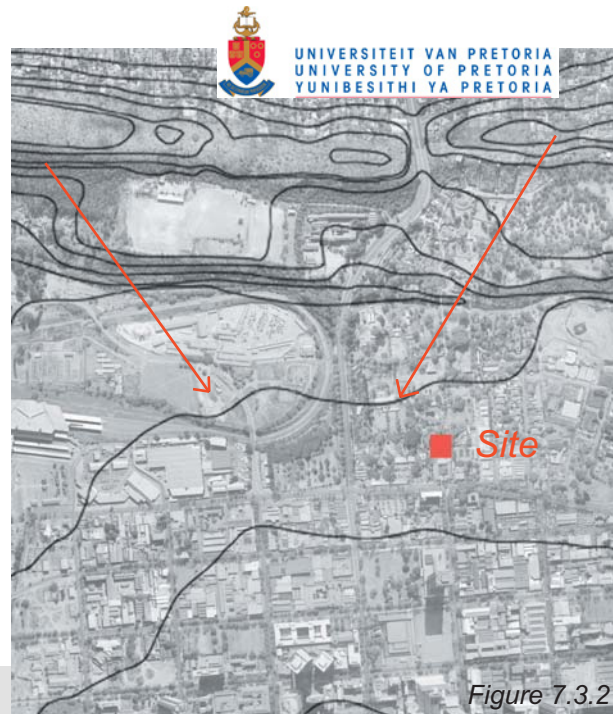 UNIVERSITEIT VAN PRETORIA
UNIVERSITY OF PRETORIA
YUNIBESITHI YA PRETORIA
Site
Figure 7.3.2